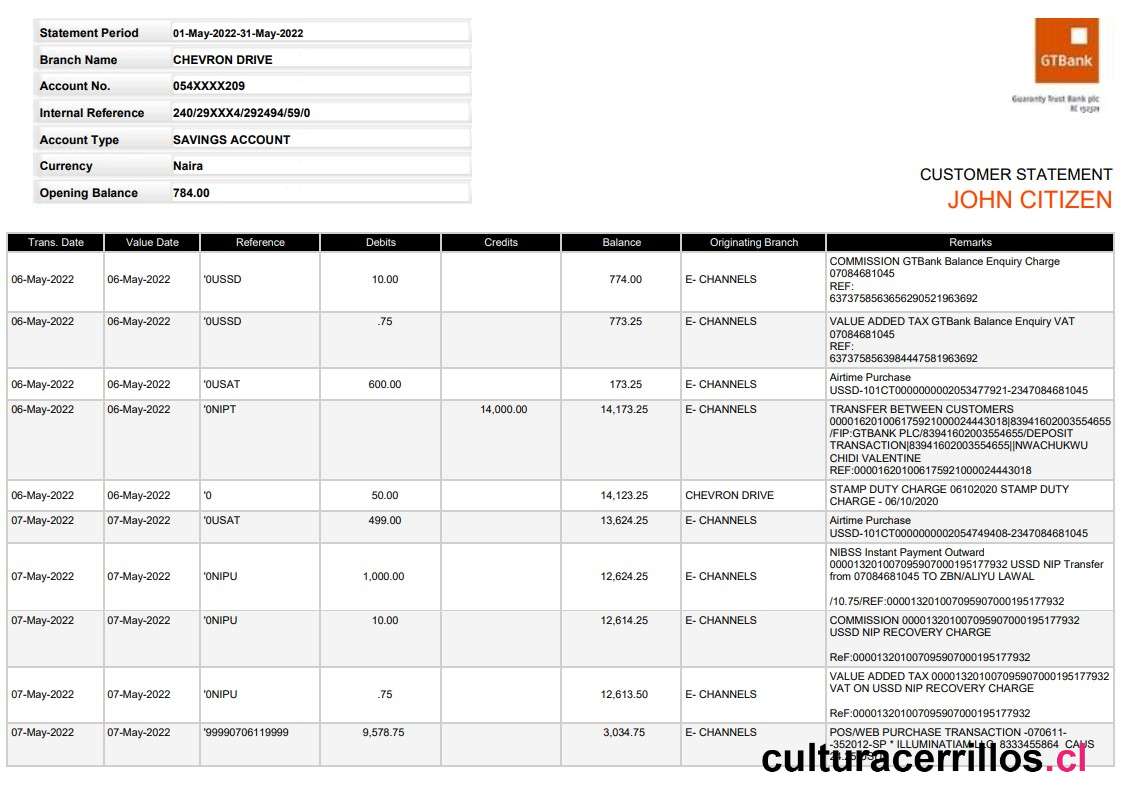 Statement Period 01-May-2022-31-May-2022
Branch Name CHEVRON DRIVE
Account No. 054XXXX209
Internal Reference 240/29XXX4/292494/59/0
Account Type SAVINGS ACCOUNT
Currency Naira
Opening Balance 784.00
GTBank
Guaranty Trust Bank plc
RC 152321
CUSTOMER STATEMENT
JOHN CITIZEN
Trans. Date Value Date Reference Debits Credits Balance Originating Branch Remarks
06-May-2022 06-May-2022 '0USSD 10.00 774.00 E- CHANNELS COMMISSION GTBank Balance Enquiry Charge
07084681045
REF:
637375856365629052196369​2
06-May-2022 06-May-2022 '0USSD .75 773.25 E- CHANNELS VALUE ADDED TAX GTBank Balance Enquiry VAT
07084681045
REF:
6373758563984447581963692
06-May-2022 06-May-2022 '0USAT 600.00 173.25 E- CHANNELS Airtime Purchase
USSD-101CT0000000002053477921-2347084681045
06-May-2022 06-May-2022 '0NIPT 14,000.00 14,173.25 E- CHANNELS TRANSFER BETWEEN CUSTOMERS
000016201006175921000024443018|83941602003554655
/FIP:GTBANK PLC/83941602003554655/DEPOSIT
TRANSACTION|83941602003554655||NWACHUKWU
CHIDI VALENTINE
REF:000016201006175921000024443018
06-May-2022 06-May-2022 '0 50.00 14,123.25 CHEVRON DRIVE STAMP DUTY CHARGE 06102020 STAMP DUTY
CHARGE - 06/10/2020
07-May-2022 07-May-2022 '0USAT 499.00 13,624.25 E- CHANNELS Airtime Purchase
USSD-101CT0000000002054749408-2347084681045
07-May-2022 07-May-2022 '0NIPU 1,000.00 12,624.25 E- CHANNELS NIBSS Instant Payment Outward
000013201007095907000195177932 USSD NIP Transfer
from 07084681045 TO ZBN/ALIYU LAWAL
/10.75/REF:000013201007095907000195177932
07-May-2022 07-May-2022 '0NIPU 10.00 12,614.25 E- CHANNELS COMMISSION 000013201007095907000195177932
USSD NIP RECOVERY CHARGE
ReF:000013201007095907000195177932
07-May-2022 07-May-2022 '0NIPU .75 12,613.50 E- CHANNELS VALUE ADDED TAX 000013201007095907000195177932
VAT ON USSD NIP RECOVERY CHARGE
ReF:000013201007095907000195177932
07-May-2022 07-May-2022 '99990706119999 9,578.75 3,034.75 E- CHANNELS POS/WEB PURCHASE TRANSACTION -070611-
-352012-SP * ILLUMINATIAM LLC 8333455864
culturacerrillos.cl